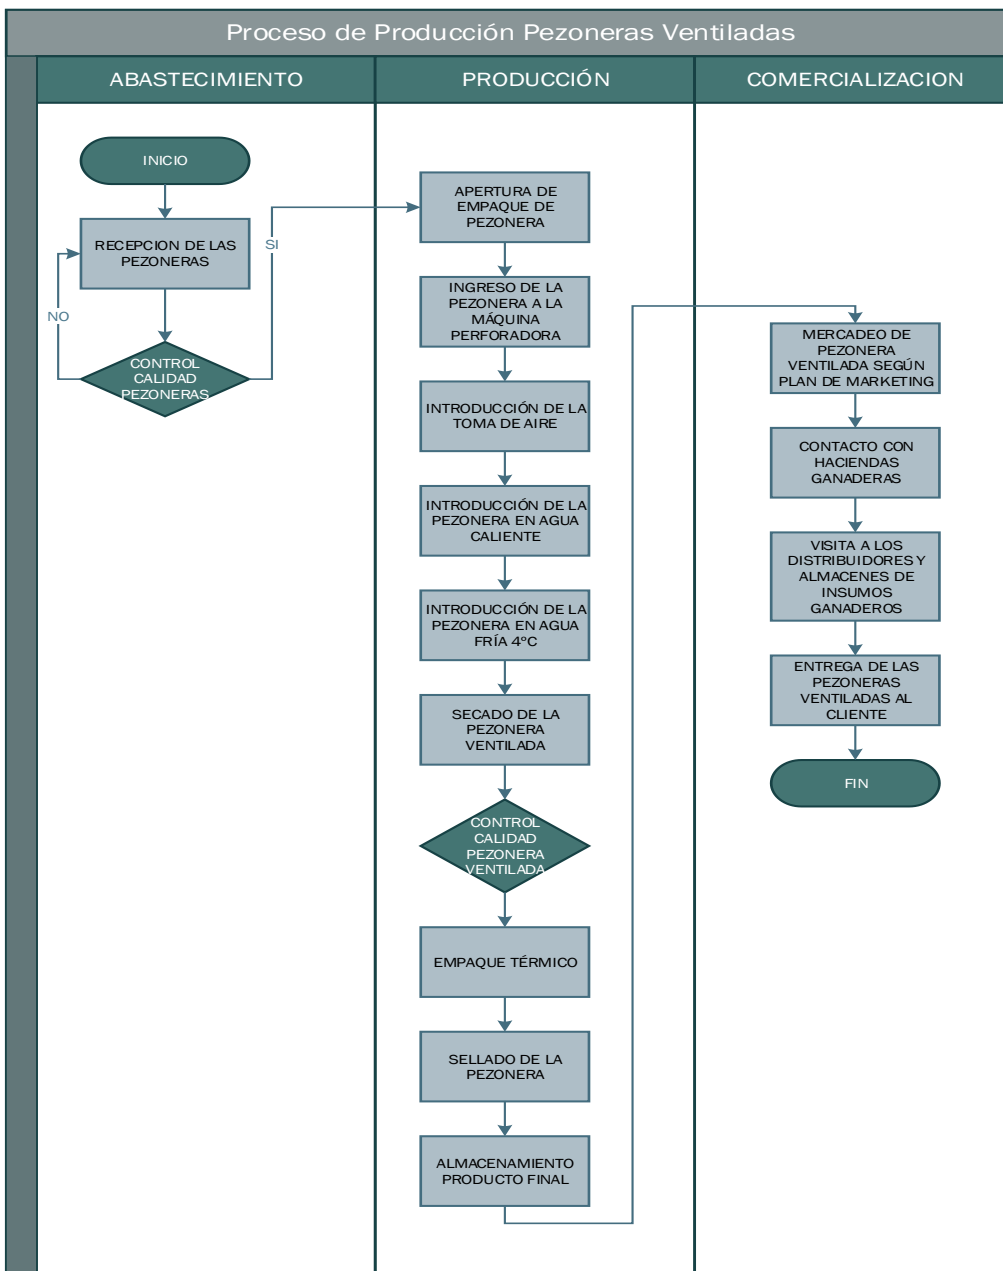 Proceso de Producción Pezoneras Ventiladas
ABASTECIMIENTO
PRODUCCIÓN
COMERCIALIZACION
INICIO
RECEPCION DE LAS
PEZONERAS
NO
SI
CONTROL
CALIDAD
PEZONERAS
APERTURA DE
EMPAQUE DE
PEZONERA
INGRESO DE LA
PEZONERA A LA
MÁQUINA
PERFORADORA
INTRODUCCIÓN DE LA
TOMA DE AIRE
INTRODUCCIÓN DE LA
PEZONERA EN AGUA
CALIENTE
INTRODUCCIÓN DE LA
PEZONERA EN AGUA
FRÍA 4ºC
SECADO DE LA
PEZONERA
VENTILADA
CONTROL
CALIDAD
PEZONERA
VENTILADA
EMPAQUE TÉRMICO
SELLADO DE LA
PEZONERA
ALMACENAMIENTO
PRODUCTO FINAL
MERCADEO DE
PEZONERA
VENTILADA SEGÚN
PLAN DE MARKETING
CONTACTO CON
HACIENDAS
GANADERAS
VISITA A LOS
DISTRIBUIDORES Y
ALMACENES DE
INSUMOS
GANADEROS
ENTREGA DE LAS
PEZONERAS
VENTILADAS AL
CLIENTE
FIN